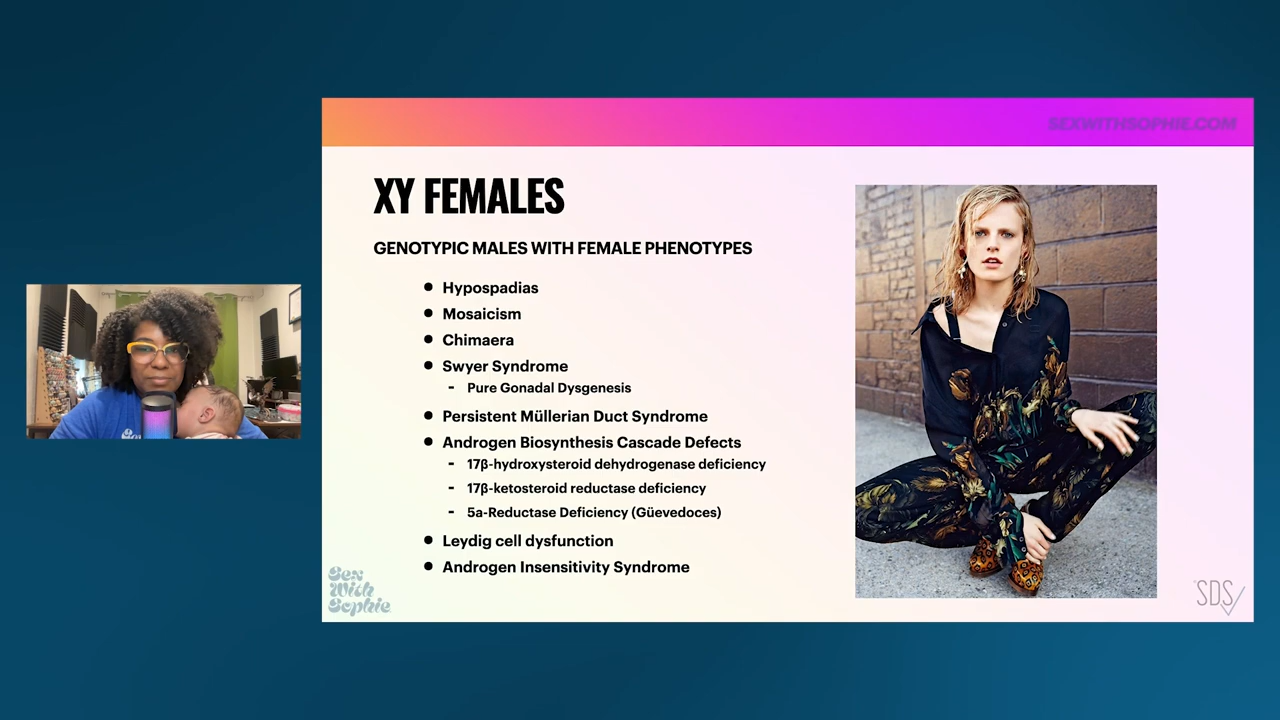 SEXWITHSOPHIE.COM
XY FEMALES
GENOTYPIC MALES WITH FEMALE PHENOTYPES
● Hypospadias
● Mosaicism
● Chimaera
● Swyer Syndrome
- Pure Gonadal Dysgenesis
● Persistent Müllerian Duct Syndrome
● Androgen Biosynthesis Cascade Defects
- 17β-hydroxysteroid dehydrogenase deficiency
- 17β-ketosteroid reductase deficiency
- 5a-Reductase Deficiency (Güevedoces)
● Leydig cell dysfunction
● Androgen Insensitivity Syndrome
Sex
With
Sophie
SDS